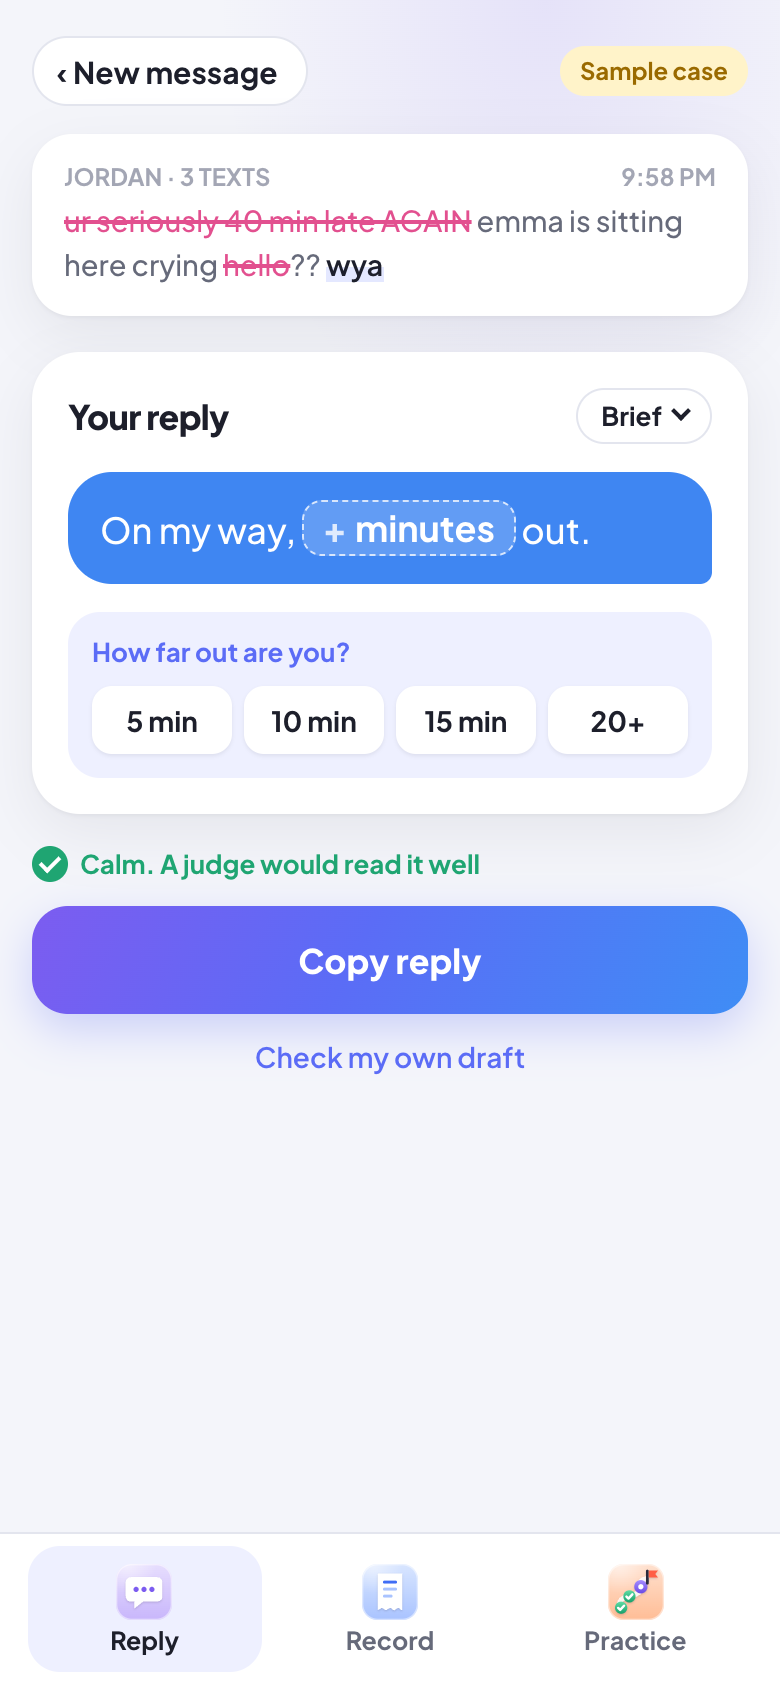 ‹ New message
Sample case
JORDAN · 3 TEXTS
9:58 PM
ur seriously 40 min late AGAIN emma is sitting
here crying hello?? wya
Your reply
Brief
On my way, + minutes out.
How far out are you?
5 min
10 min
15 min
20+
Calm. A judge would read it well
Copy reply
Check my own draft
Reply
Record
Practice